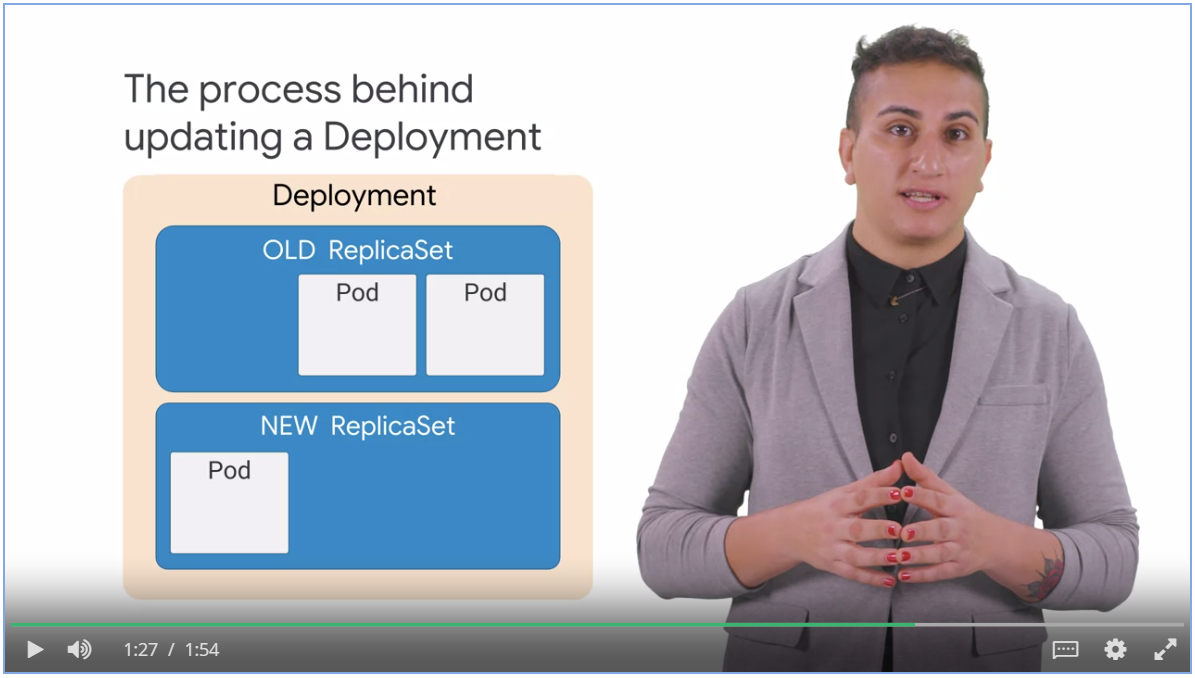 The process behind
updating a Deployment
Deployment
OLD ReplicaSet
Pod Pod
NEW ReplicaSet
Pod
1:27 / 1:54